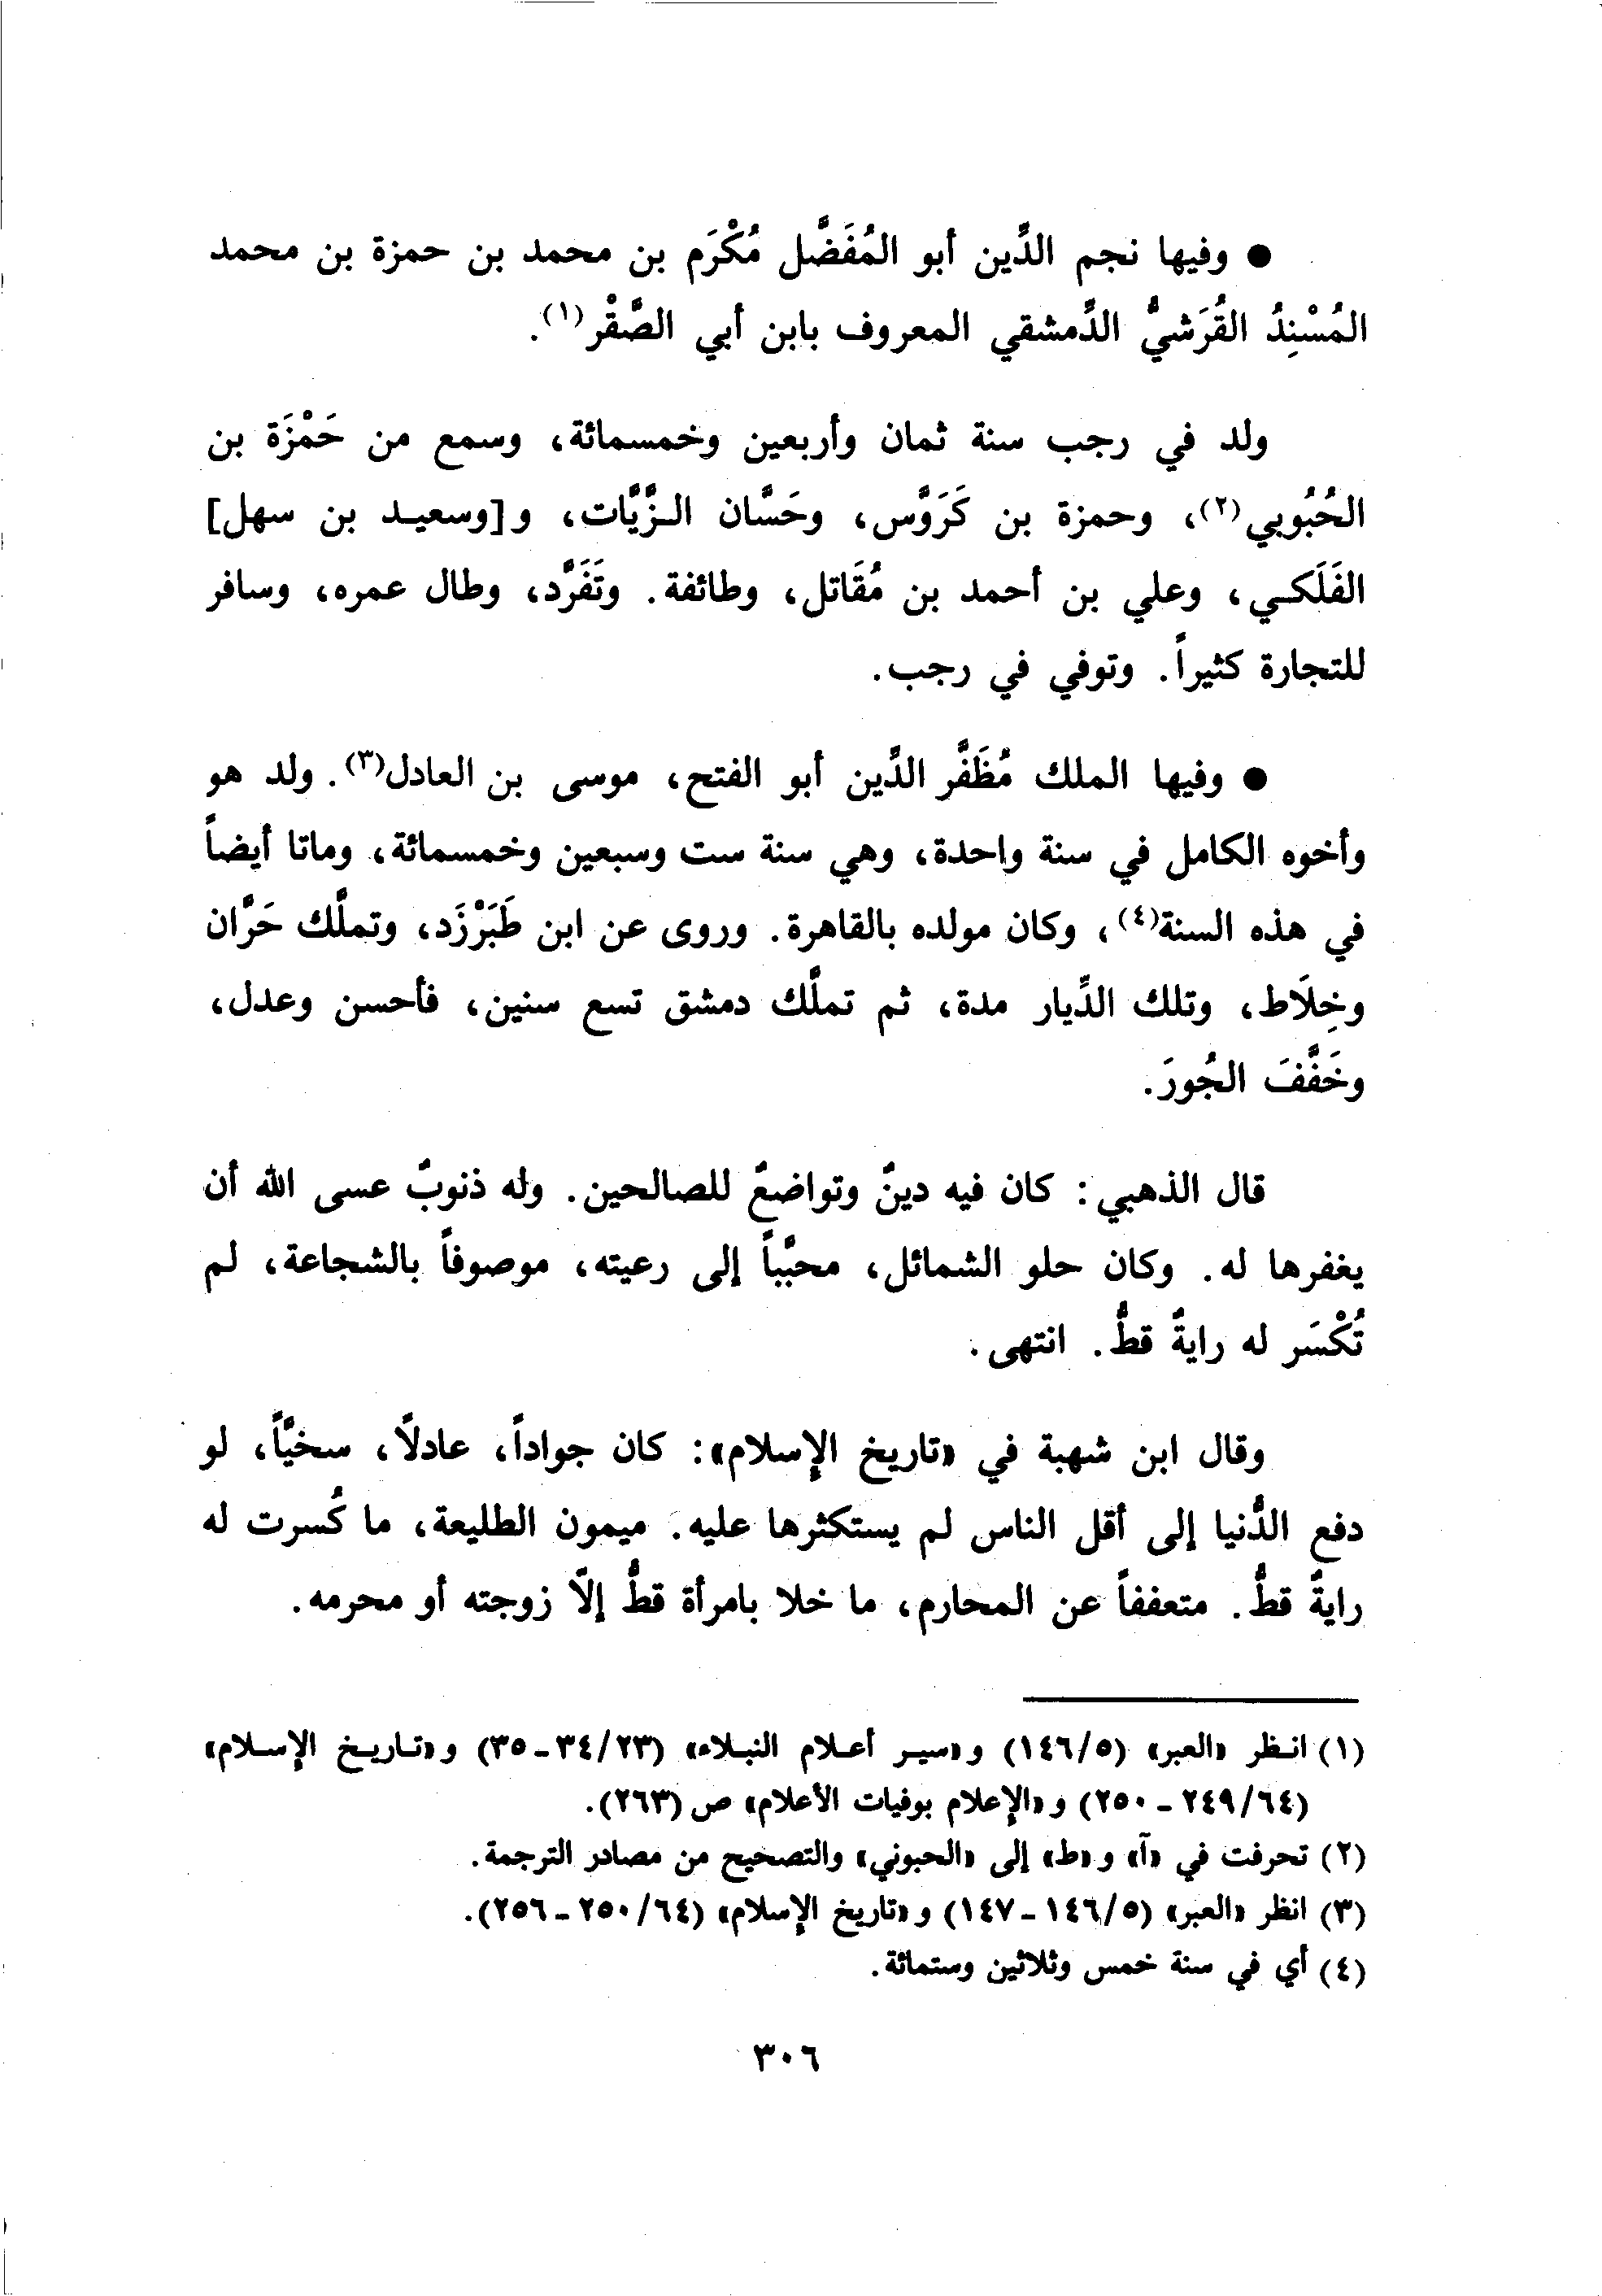 ● وفيها نجم الدِّين أبو المُفَضَّل مُكْرَم بن محمد بن حمزة بن محمد
المُسْنِدُ القُرَشيُّ الدِّمشقي المعروف بابن أبي الصَّقْر(١).
ولد في رجب سنة ثمان وأربعين وخمسمائة، وسمع من حَمْزَة بن
الحُبُوبي(٢)، وحمزة بن كَرَوَّس، وحَسَّان الـزَّيَّات، و[وسعيـد بن سهل]
الفَلَكـي، وعلي بن أحمد بن مُقَاتل، وطائفة. وتَفَرَّد، وطال عمره، وسافر
للتجارة كثيراً. وتوفي في رجب.
● وفيها الملك مُظَفَّر الدِّين أبو الفتح، موسى بن العادل(٣). ولد هو
وأخوه الكامل في سنة واحدة، وهي سنة ست وسبعين وخمسمائة، وماتا أيضاً
في هذه السنة(٤)، وكان مولده بالقاهرة. وروى عن ابن طَبَرْزَد، وتملَّك حَرَّان
وخِلَاط، وتلك الدِّيار مدة، ثم تملَّك دمشق تسع سنين، فأحسن وعدل،
وخَفَّفَ الجُورَ.
قال الذهبي: كان فيه دينٌ وتواضعٌ للصالحين. وله ذنوبٌ عسى الله أن
يغفرها له. وكان حلو الشمائل، محبَّباً إلى رعيته، موصوفاً بالشجاعة، لم
تُكْسَر له رايةٌ قطُّ. انتهى.
وقال ابن شهبة في «تاريخ الإسلام»: كان جواداً، عادلاً، سخيَّاً، لو
دفع الدُّنيا إلى أقل الناس لم يستكثرها عليه. ميمون الطليعة، ما كُسرت له
رايةٌ قطُّ. متعففاً عن المحارم، ما خلا بامرأة قطُّ إلّا زوجته أو محرمه.
(١) انـظر «العبر» (١٤٦/٥) و«سيـر أعـلام النبـلاء» (٣٤/٢٣ـ٣٥) و«تـاريـخ الإسـلام»
(٢٤٩/٦٤ ـ ٢٥٠) و«الإعلام بوفيات الأعلام» ص (٢٦٣).
(٢) تحرفت في «آ» و«ط» إلى «الحبوني» والتصحيح من مصادر الترجمة.
(٣) انظر «العبر» (١٤٦/٥ ـ ١٤٧) و«تاريخ الإسلام» (٢٥٠/٦٤ ـ ٢٥٦).
(٤) أي في سنة خمس وثلاثين وستمائة.
٣٠٦